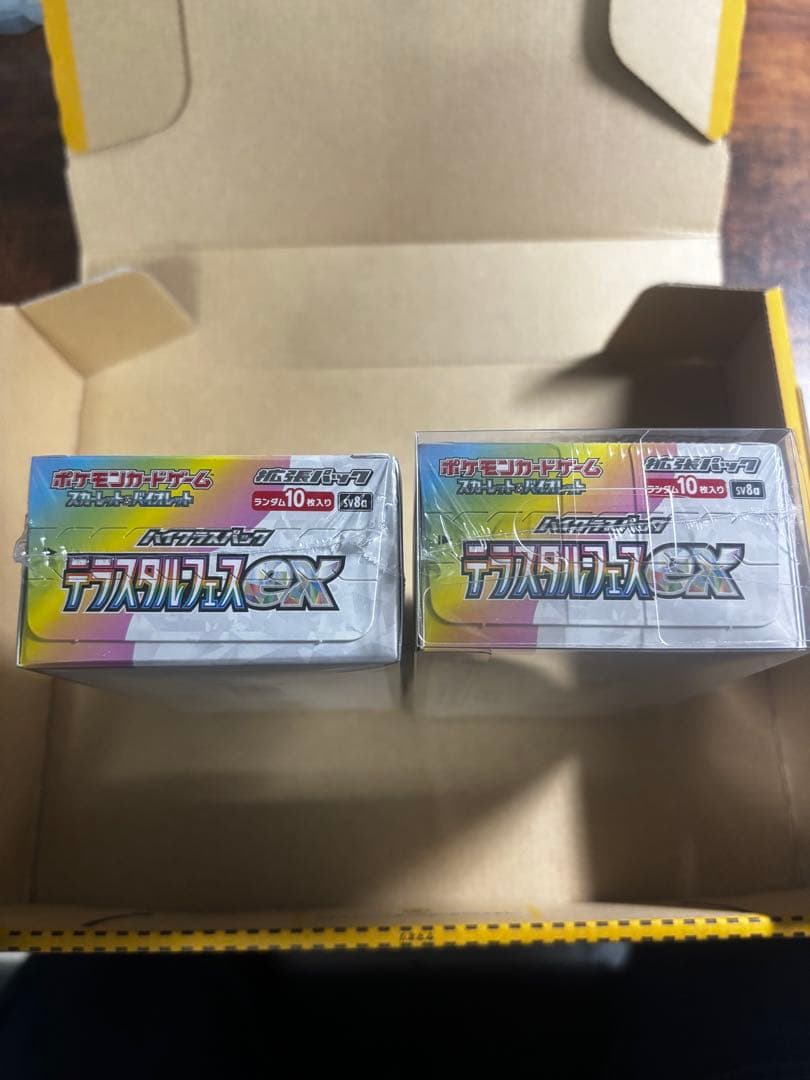 ポケモンカードゲーム
スカーレット&バイオレット
拡張パック
ランダム10枚入り
sv8a
ハイクラスパック
テラスタルフェスex
ポケモンカードゲーム
スカーレット&バイオレット
拡張パック
ランダム10枚入り
sv8a
ハイクラスパック
テラスタルフェスex